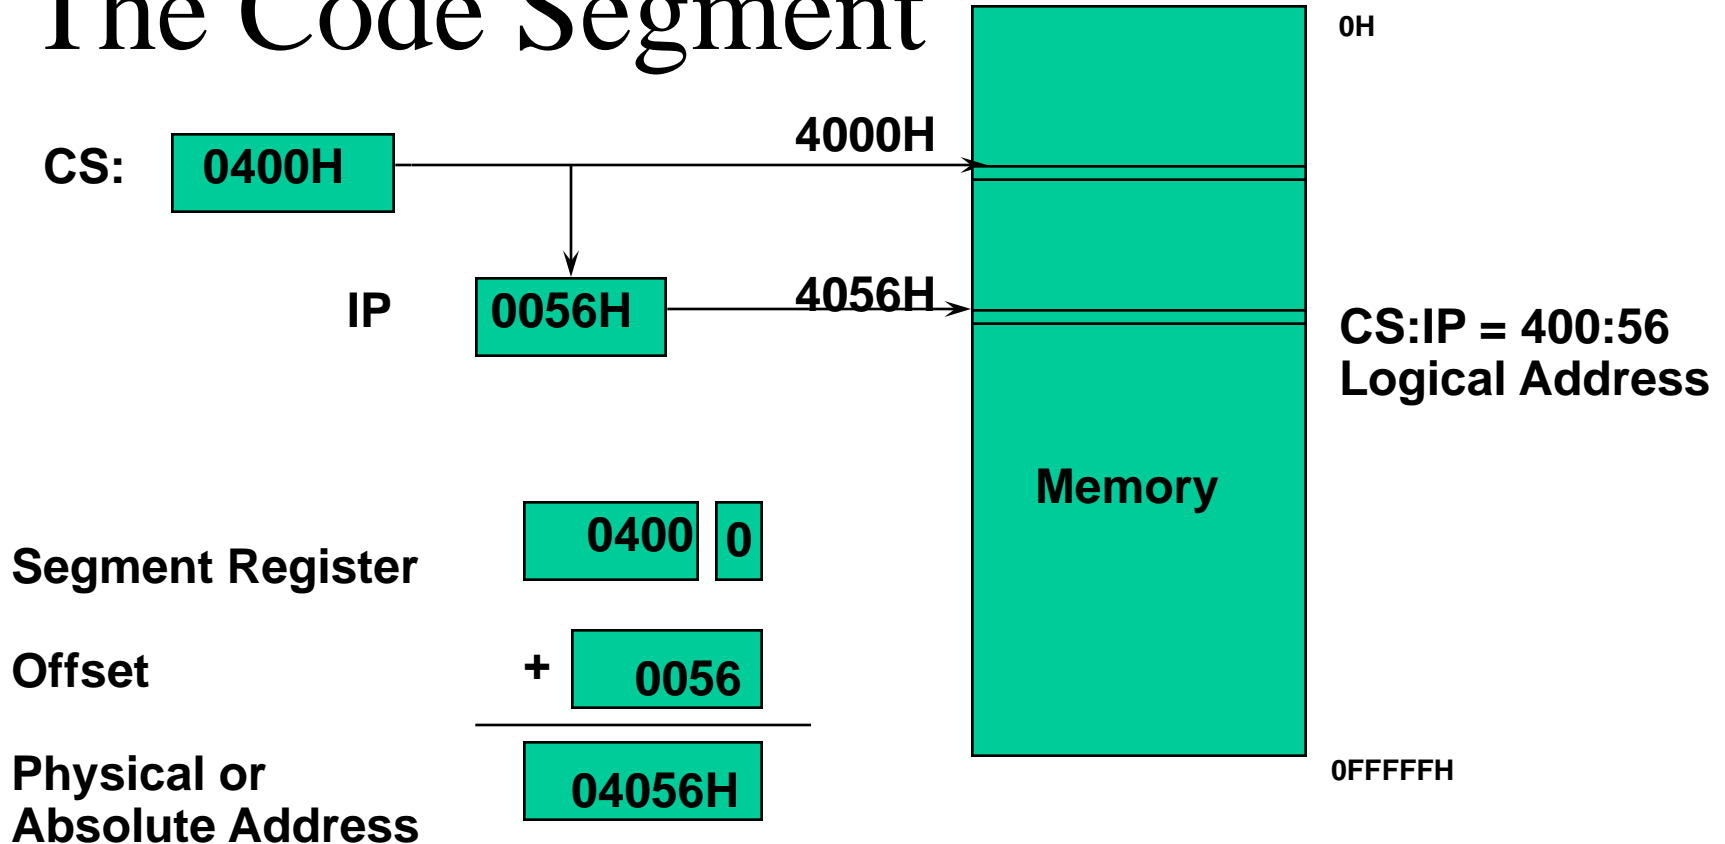 The Code Segment
0H
CS: 0400H
4000H
IP 0056H
4056H
CS:IP = 400:56
Logical Address
Memory
Segment Register 0400 0
Offset + 0056
Physical or
Absolute Address
04056H
0FFFFFH